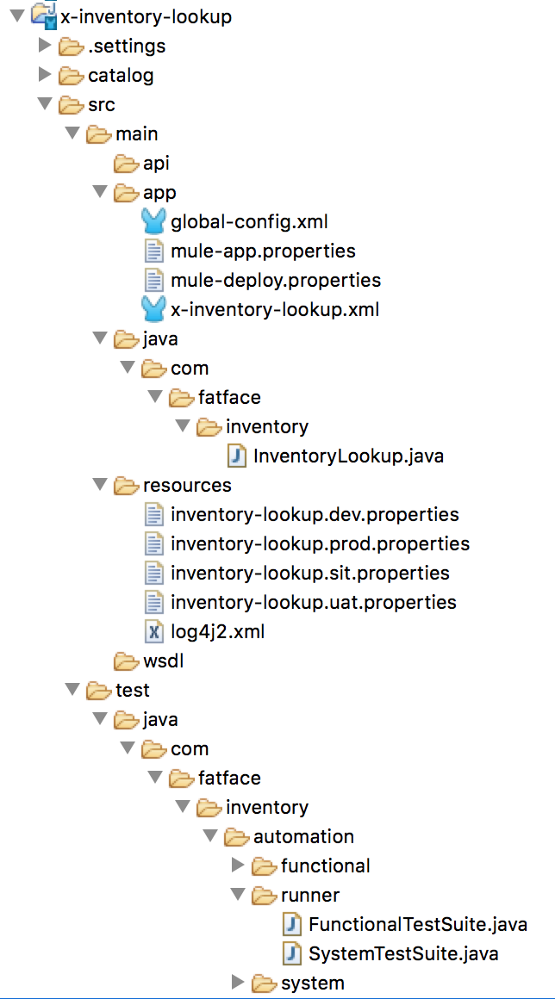 x-inventory-lookup
.settings
catalog
src
main
api
app
global-config.xml
mule-app.properties
mule-deploy.properties
x-inventory-lookup.xml
java
com
fatface
inventory
InventoryLookup.java
resources
inventory-lookup.dev.properties
inventory-lookup.prod.properties
inventory-lookup.sit.properties
inventory-lookup.uat.properties
log4j2.xml
wsdl
test
java
com
fatface
inventory
automation
functional
runner
FunctionalTestSuite.java
SystemTestSuite.java
system